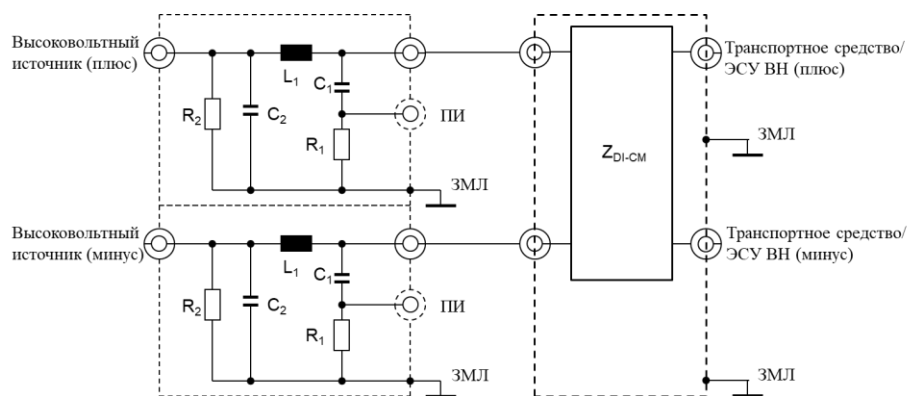 Высоковольтный
источник (плюс)
L₁
C₁
R₂
C₂
R₁
ПИ
ЗМЛ
Транспортное средство/
ЭСУ ВН (плюс)
ЗМЛ
Z_DI-CM
Высоковольтный
источник (минус)
L₁
C₁
R₂
C₂
R₁
ПИ
ЗМЛ
Транспортное средство/
ЭСУ ВН (минус)
ЗМЛ